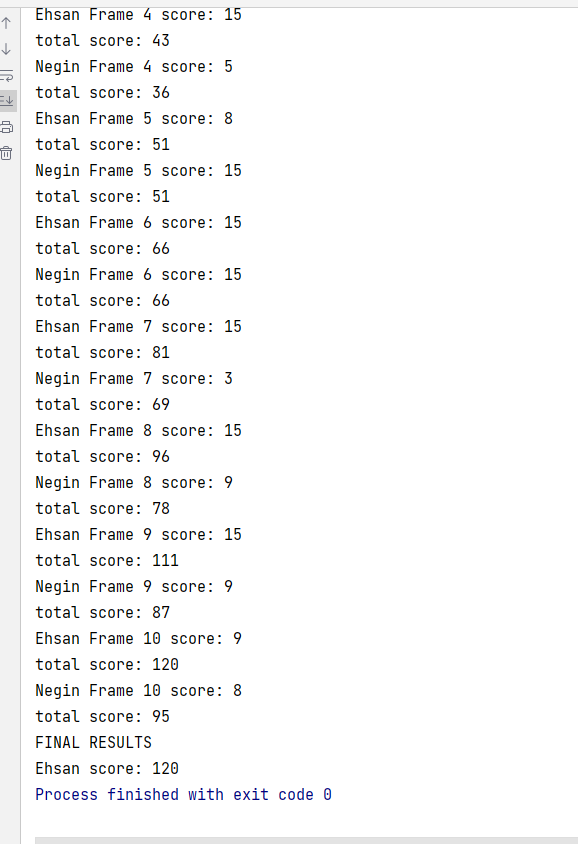 Ehsan Frame 4 score: 15
total score: 43
Negin Frame 4 score: 5
total score: 36
Ehsan Frame 5 score: 8
total score: 51
Negin Frame 5 score: 15
total score: 51
Ehsan Frame 6 score: 15
total score: 66
Negin Frame 6 score: 15
total score: 66
Ehsan Frame 7 score: 15
total score: 81
Negin Frame 7 score: 3
total score: 69
Ehsan Frame 8 score: 15
total score: 96
Negin Frame 8 score: 9
total score: 78
Ehsan Frame 9 score: 15
total score: 111
Negin Frame 9 score: 9
total score: 87
Ehsan Frame 10 score: 9
total score: 120
Negin Frame 10 score: 8
total score: 95
FINAL RESULTS
Ehsan score: 120
Process finished with exit code 0